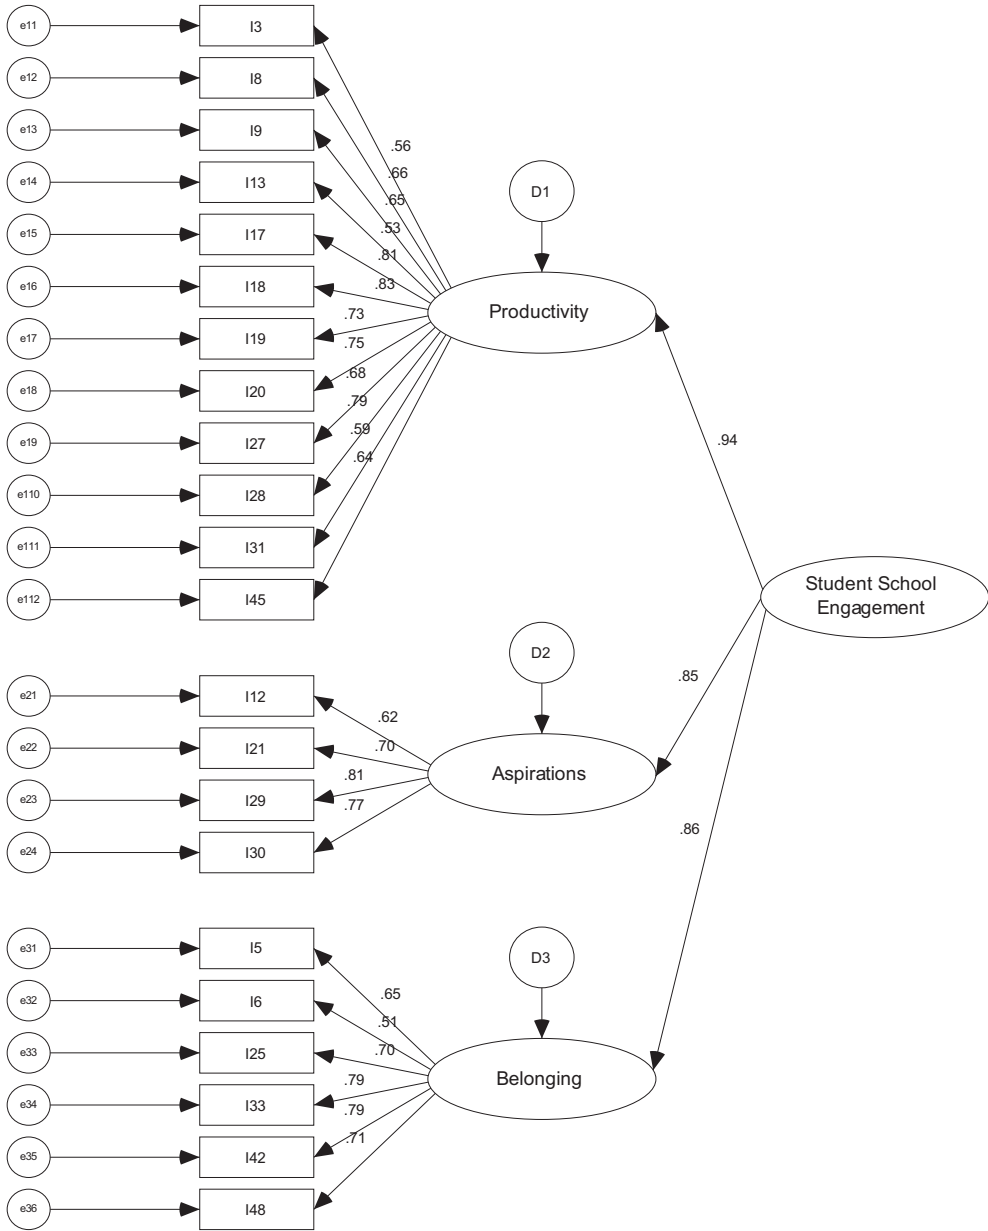 e11
I3
e12
I8
e13
I9
e14
I13
e15
I17
e16
I18
e17
I19
e18
I20
e19
I27
e110
I28
e111
I31
e112
I45
.56
.66
.65
.53
.81
.83
.73
.75
.68
.79
.59
.64
D1
Productivity
.94
Student School
Engagement
.85
.86
e21
I12
e22
I21
e23
I29
e24
I30
.62
.70
.81
.77
D2
Aspirations
e31
I5
e32
I6
e33
I25
e34
I33
e35
I42
e36
I48
.65
.51
.70
.79
.79
.71
D3
Belonging